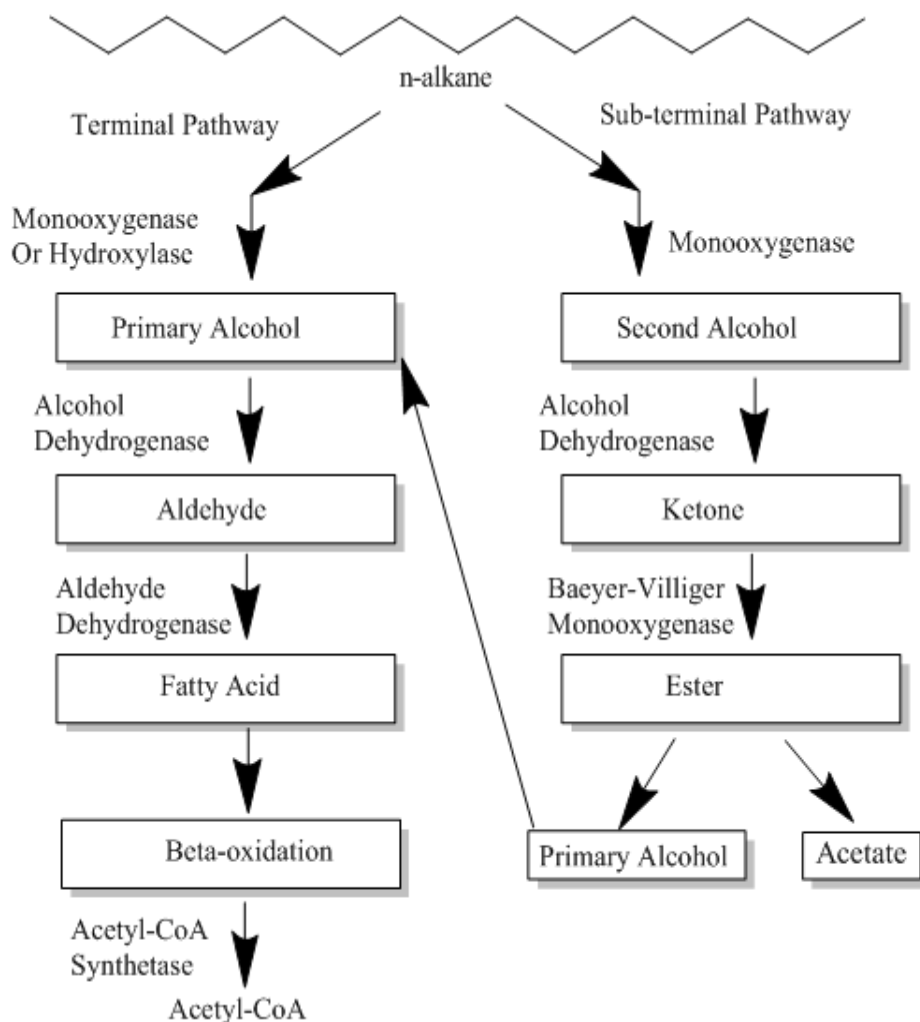 n-alkane
Terminal Pathway
Sub-terminal Pathway
Monooxygenase
Or Hydroxylase
Monooxygenase
Primary Alcohol
Second Alcohol
Alcohol
Dehydrogenase
Alcohol
Dehydrogenase
Aldehyde
Ketone
Aldehyde
Dehydrogenase
Baeyer-Villiger
Monooxygenase
Fatty Acid
Ester
Beta-oxidation
Primary Alcohol
Acetate
Acetyl-CoA
Synthetase
Acetyl-CoA